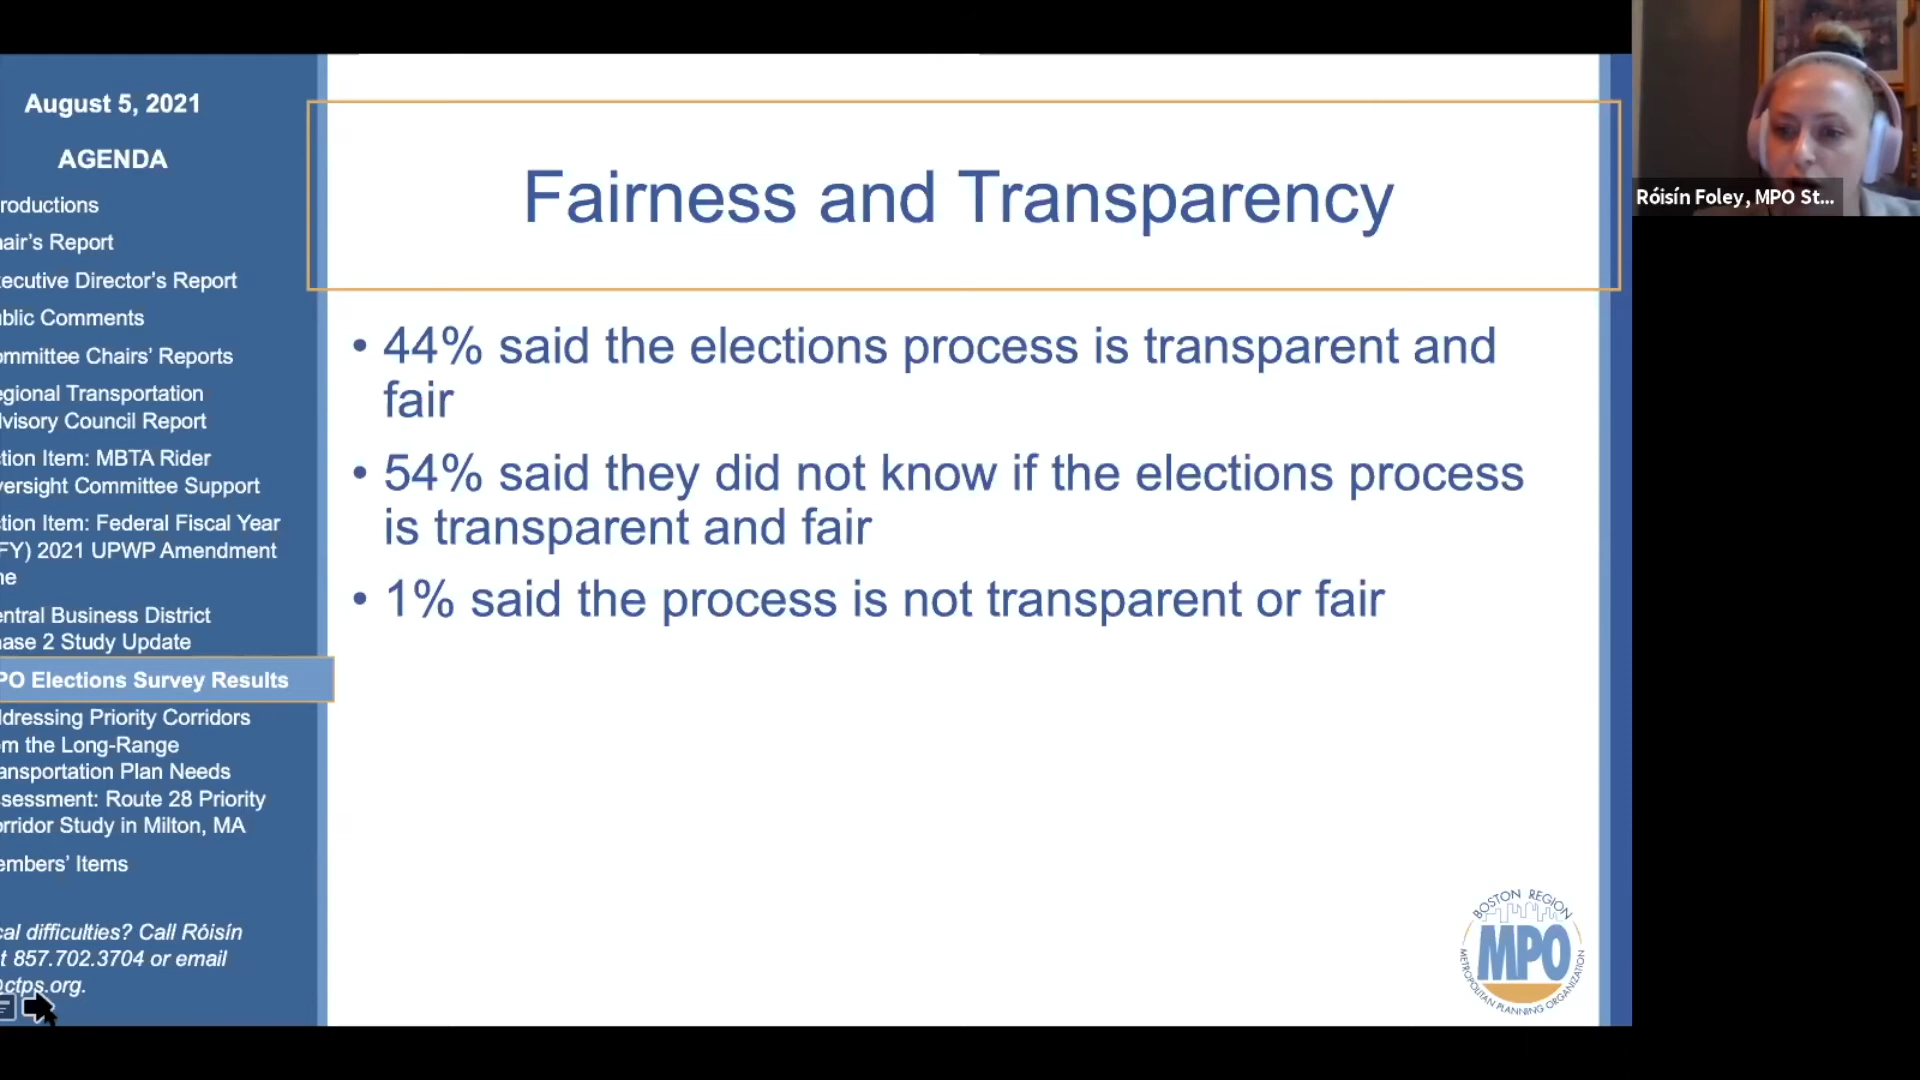 August 5, 2021
AGENDA
roductions
air's Report
ecutive Director's Report
blic Comments
mmittee Chairs' Reports
egional Transportation
visory Council Report
tion Item: MBTA Rider
versight Committee Support
tion Item: Federal Fiscal Year
FY) 2021 UPWP Amendment
ne
entral Business District
ase 2 Study Update
PO Elections Survey Results
ddressing Priority Corridors
om the Long-Range
ansportation Plan Needs
sessment: Route 28 Priority
orridor Study in Milton, MA
embers' Items
cal difficulties? Call Róisín
t 857.702.3704 or email
@ctps.org.
Fairness and Transparency
• 44% said the elections process is transparent and
fair
• 54% said they did not know if the elections process
is transparent and fair
• 1% said the process is not transparent or fair
BOSTON REGION
MPO
METROPOLITAN PLANNING ORGANIZATION
Róisín Foley, MPO St...